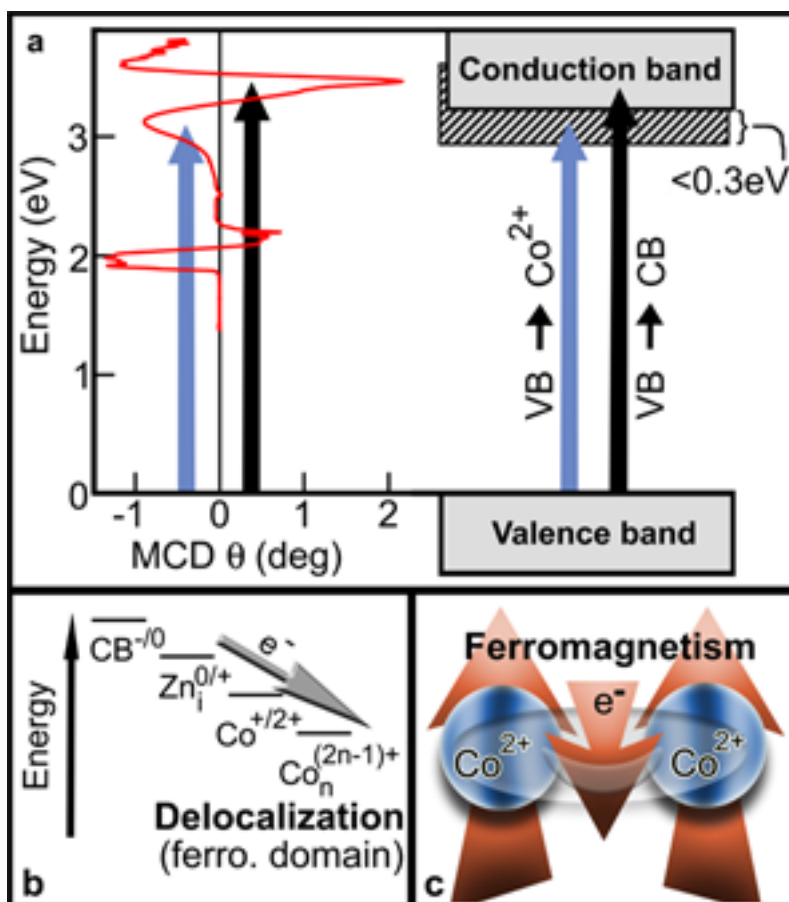 a
Conduction band
3
<0.3eV
Energy (eV)
2
VB → Co²⁺
VB → CB
1
0
-1 0 1 2
MCD θ (deg)
Valence band
Energy
CB⁻/⁰
e⁻
Znᵢ⁰/⁺
Co⁺/²⁺
Coₙ⁽²ⁿ⁻¹⁾⁺
Delocalization
(ferro. domain)
b
Ferromagnetism
e⁻
Co²⁺ Co²⁺
c